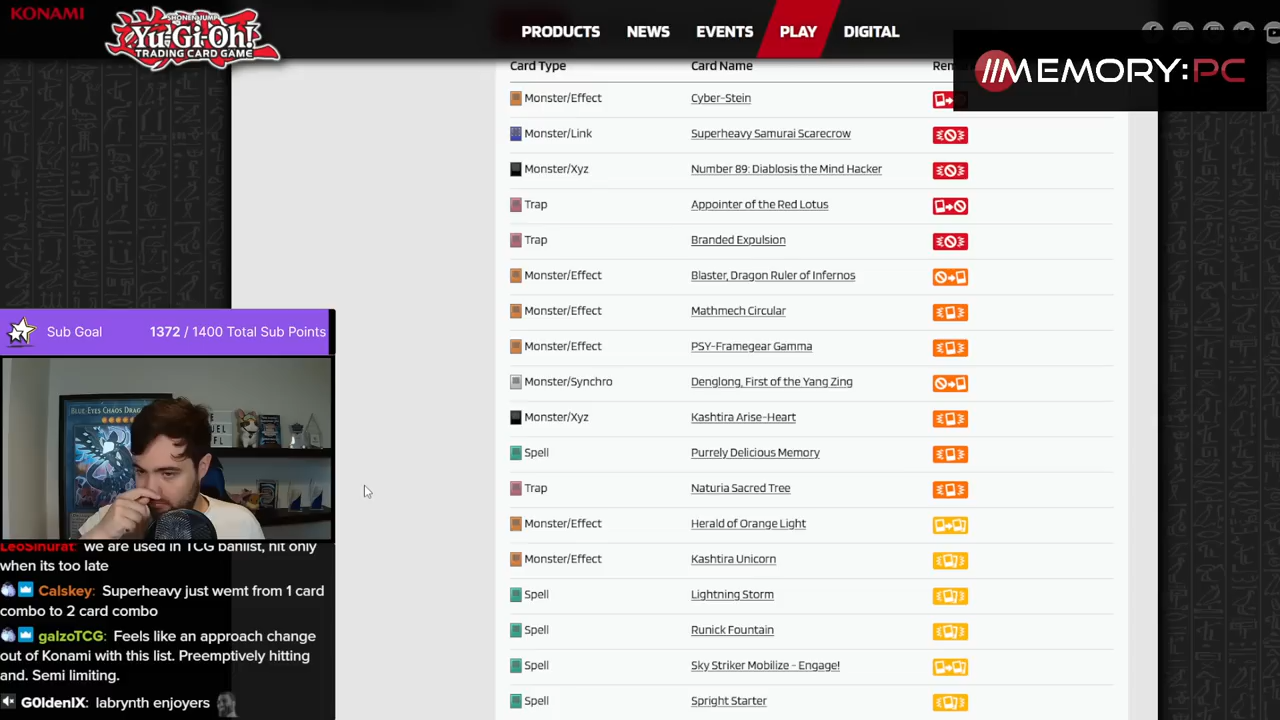 KONAMI
SHONEN JUMP
Yu-Gi-Oh!
TRADING CARD GAME
PRODUCTS NEWS EVENTS PLAY DIGITAL
//MEMORY:PC
Card Type Card Name
Monster/Effect Cyber-Stein
Monster/Link Superheavy Samurai Scarecrow
Monster/Xyz Number 89: Diablosis the Mind Hacker
Trap Appointer of the Red Lotus
Trap Branded Expulsion
Monster/Effect Blaster, Dragon Ruler of Infernos
Monster/Effect Mathmech Circular
Monster/Effect PSY-Framegear Gamma
Monster/Synchro Denglong, First of the Yang Zing
Monster/Xyz Kashtira Arise-Heart
Spell Purrely Delicious Memory
Trap Naturia Sacred Tree
Monster/Effect Herald of Orange Light
Monster/Effect Kashtira Unicorn
Spell Lightning Storm
Spell Runick Fountain
Spell Sky Striker Mobilize - Engage!
Spell Spright Starter
Sub Goal 1372 / 1400 Total Sub Points
BLUE-EYES CHAOS
LeoSinurat: we are used in TCG banlist, hit only
when its too late
Calskey: Superheavy just wemt from 1 card
combo to 2 card combo
galzoTCG: Feels like an approach change
out of Konami with this list. Preemptively hitting
and. Semi limiting.
G0ldenIX: labrynth enjoyers